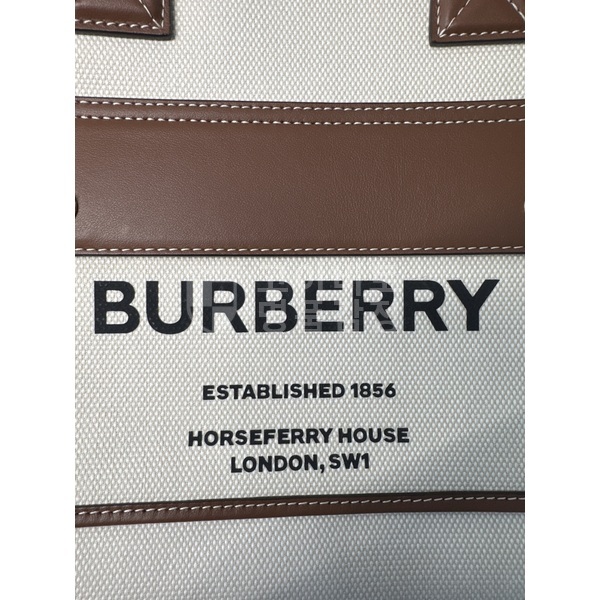 BURBERRY
ESTABLISHED 1856
HORSEFERRY HOUSE
LONDON, SW1